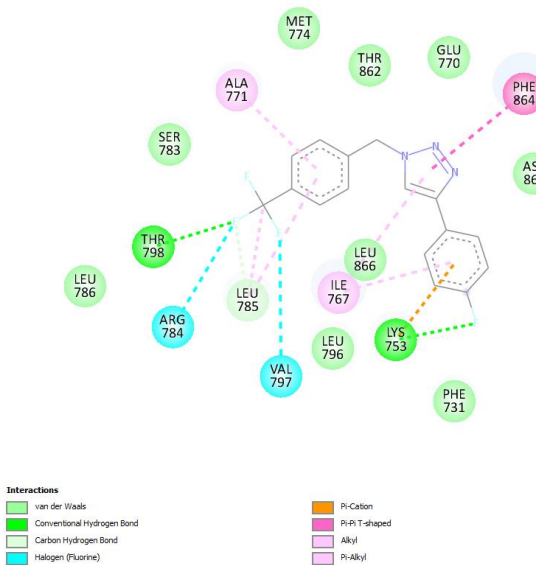 MET
774
THR
862
GLU
770
PHE
864
ALA
771
SER
783
THR
798
LEU
786
ARG
784
LEU
785
VAL
797
LEU
866
ILE
767
LEU
796
LYS
753
PHE
731
N
N
N
Interactions
van der Waals
Conventional Hydrogen Bond
Carbon Hydrogen Bond
Halogen (Fluorine)
Pi-Cation
Pi-Pi T-shaped
Alkyl
Pi-Alkyl